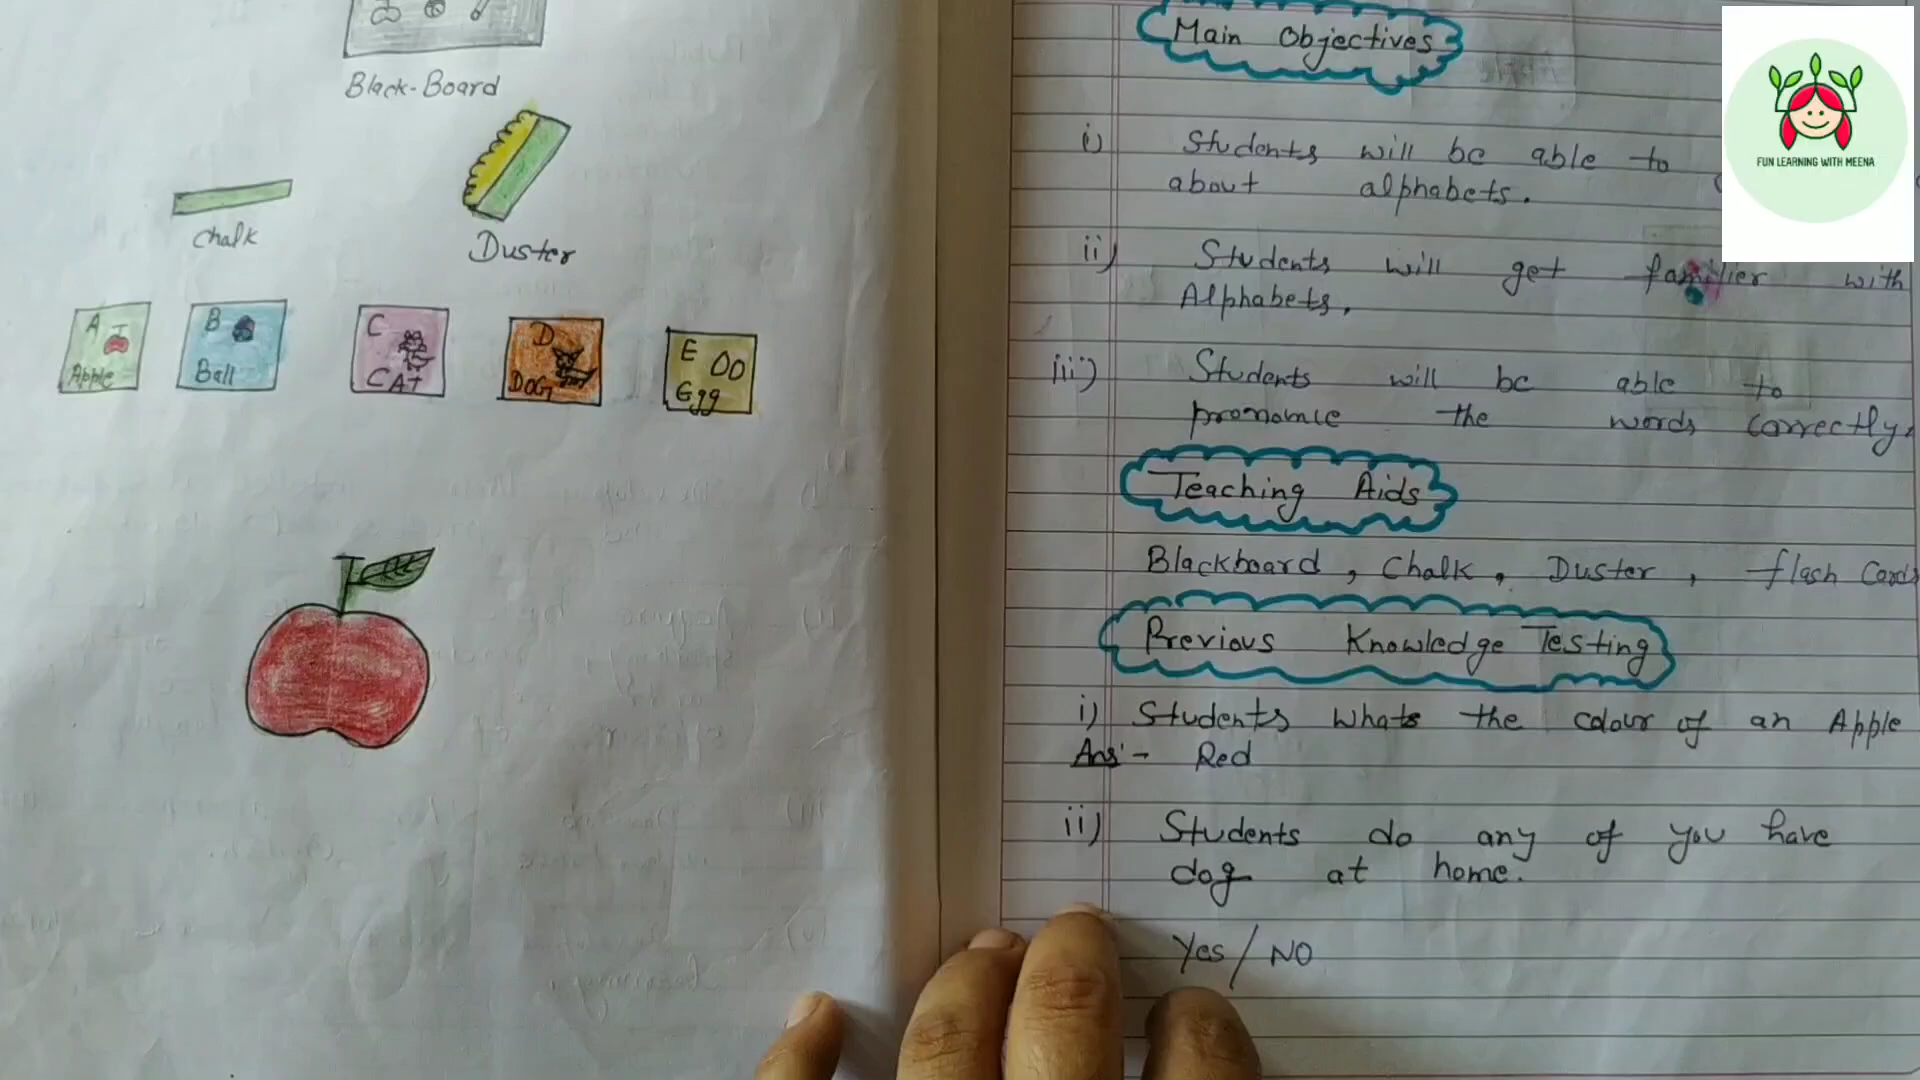 Black-Board
Chalk
Duster
A
Apple
B
Ball
C
CAT
D
DOG
E
Egg
Main Objectives
i) Students will be able to
about alphabets.
ii) Students will get familier with
Alphabets.
iii) Students will be able to
pronounce the words correctly.
Teaching Aids
Blackboard, Chalk, Duster, flash Cards
Previous Knowledge Testing
i) Students whats the colour of an Apple
Ans:- Red
ii) Students do any of you have
dog at home.
Yes/NO
FUN LEARNING WITH MEENA